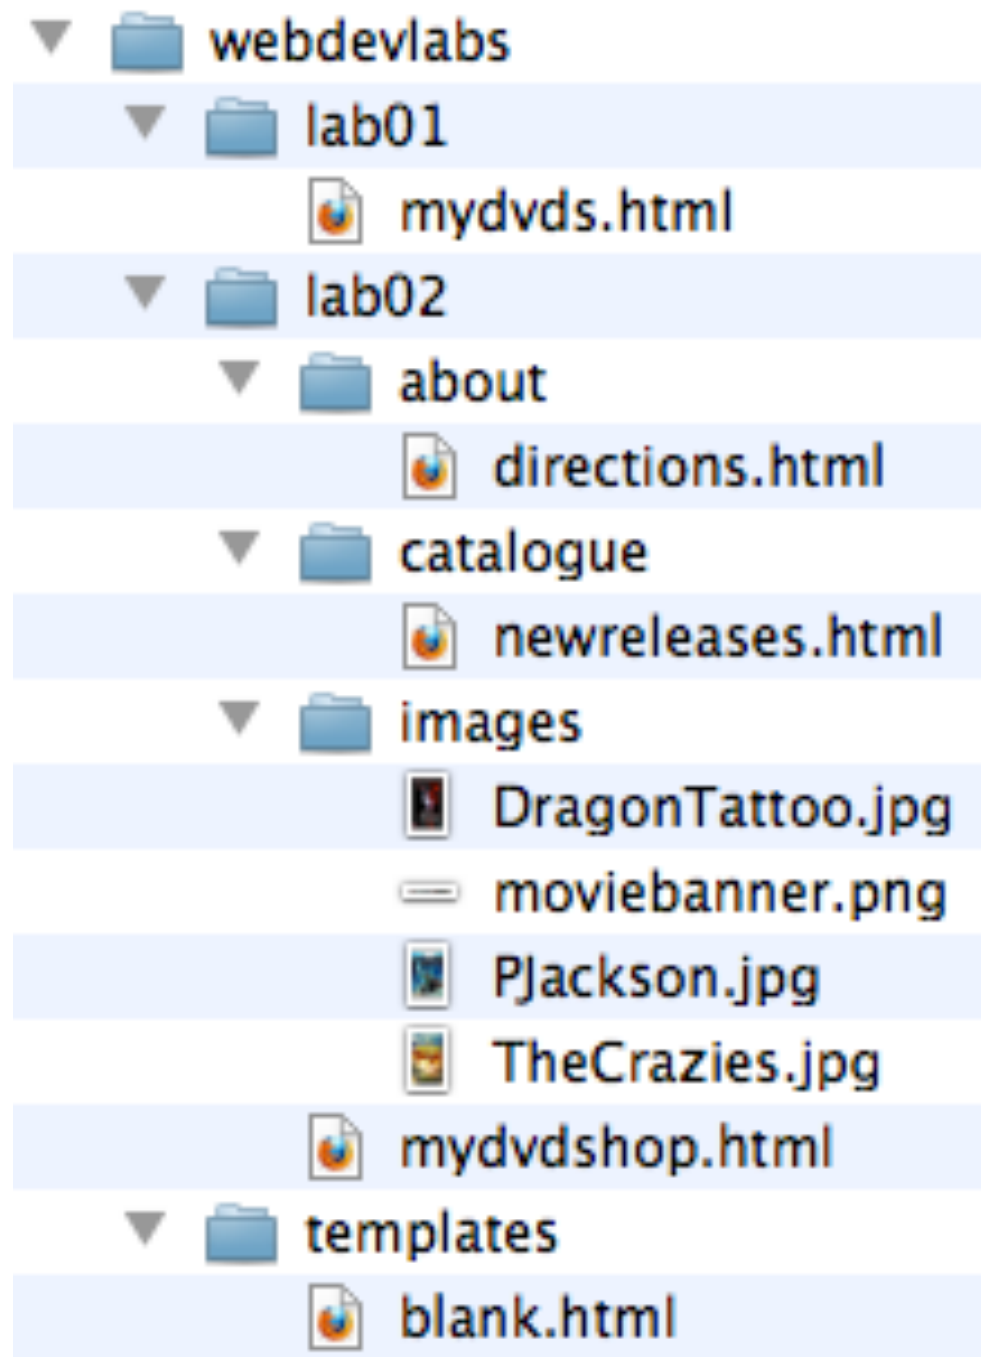 webdevlabs
lab01
mydvds.html
lab02
about
directions.html
catalogue
newreleases.html
images
DragonTattoo.jpg
moviebanner.png
PJackson.jpg
TheCrazies.jpg
mydvdshop.html
templates
blank.html